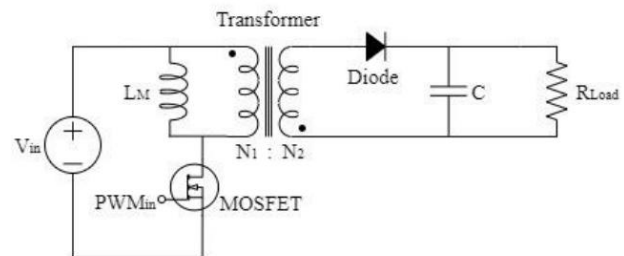 Transformer
LM
Diode
C
RLoad
Vin
N1 : N2
PWMin
MOSFET